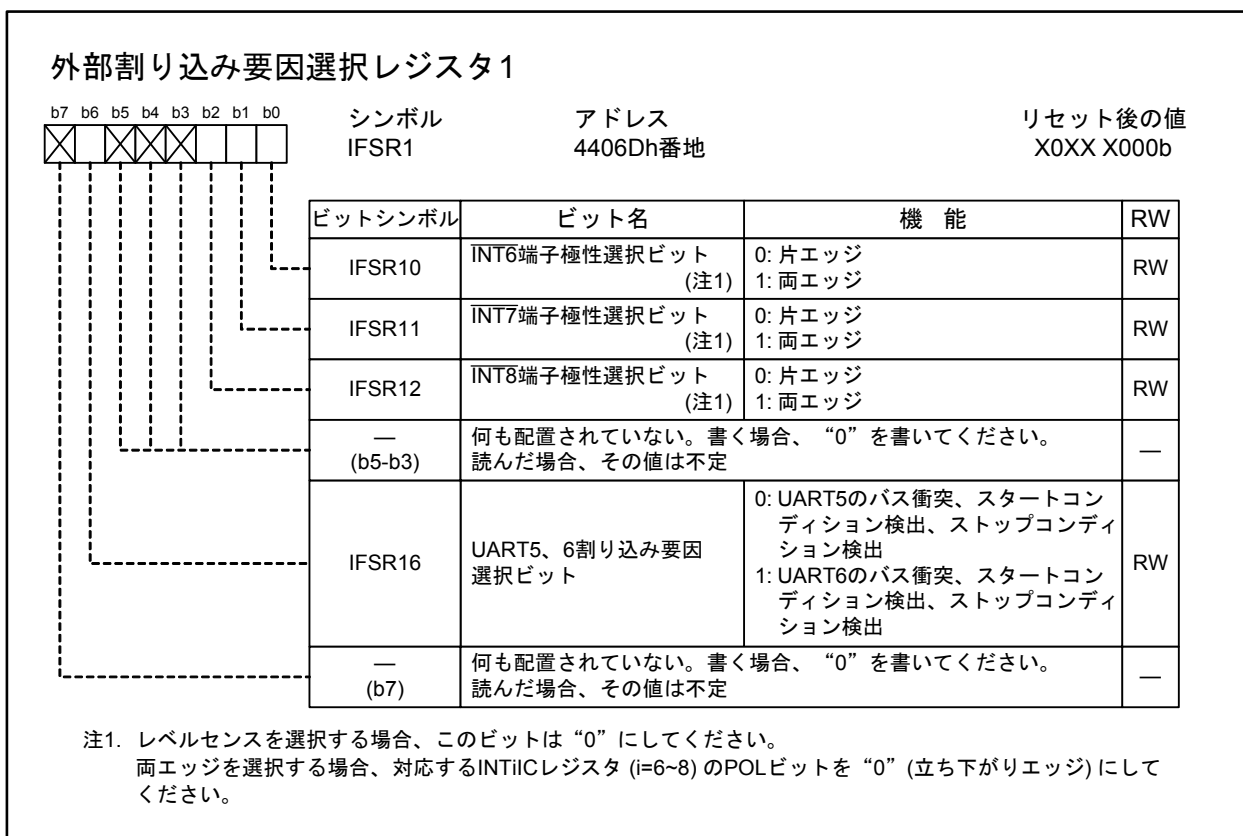 外部割り込み要因選択レジスタ1
b7 b6 b5 b4 b3 b2 b1 b0
シンボル アドレス リセット後の値
IFSR1 4406Dh番地 X0XX X000b
ビットシンボル ビット名 機 能 RW
IFSR10 INT6端子極性選択ビット (注1) 0: 片エッジ RW
1: 両エッジ
IFSR11 INT7端子極性選択ビット (注1) 0: 片エッジ RW
1: 両エッジ
IFSR12 INT8端子極性選択ビット (注1) 0: 片エッジ RW
1: 両エッジ
— (b5-b3) 何も配置されていない。書く場合、“0”を書いてください。 —
読んだ場合、その値は不定
IFSR16 UART5、6割り込み要因
選択ビット
0: UART5のバス衝突、スタートコン
ディション検出、ストップコンディ
ション検出
1: UART6のバス衝突、スタートコン
ディション検出、ストップコンディ
ション検出
RW
— (b7) 何も配置されていない。書く場合、“0”を書いてください。 —
読んだ場合、その値は不定
注1. レベルセンスを選択する場合、このビットは“0”にしてください。
両エッジを選択する場合、対応するINTiICレジスタ (i=6~8) のPOLビットを“0”(立ち下がりエッジ) にして
ください。